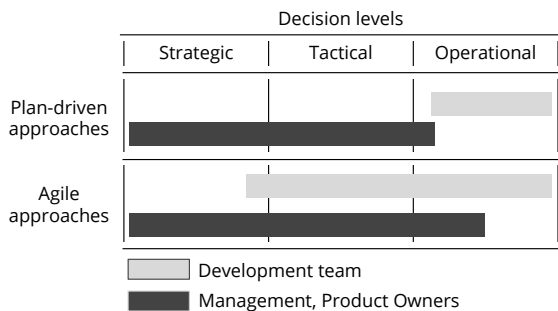 Decision levels
Strategic Tactical Operational
Plan-driven
approaches
Agile
approaches
Development team
Management, Product Owners